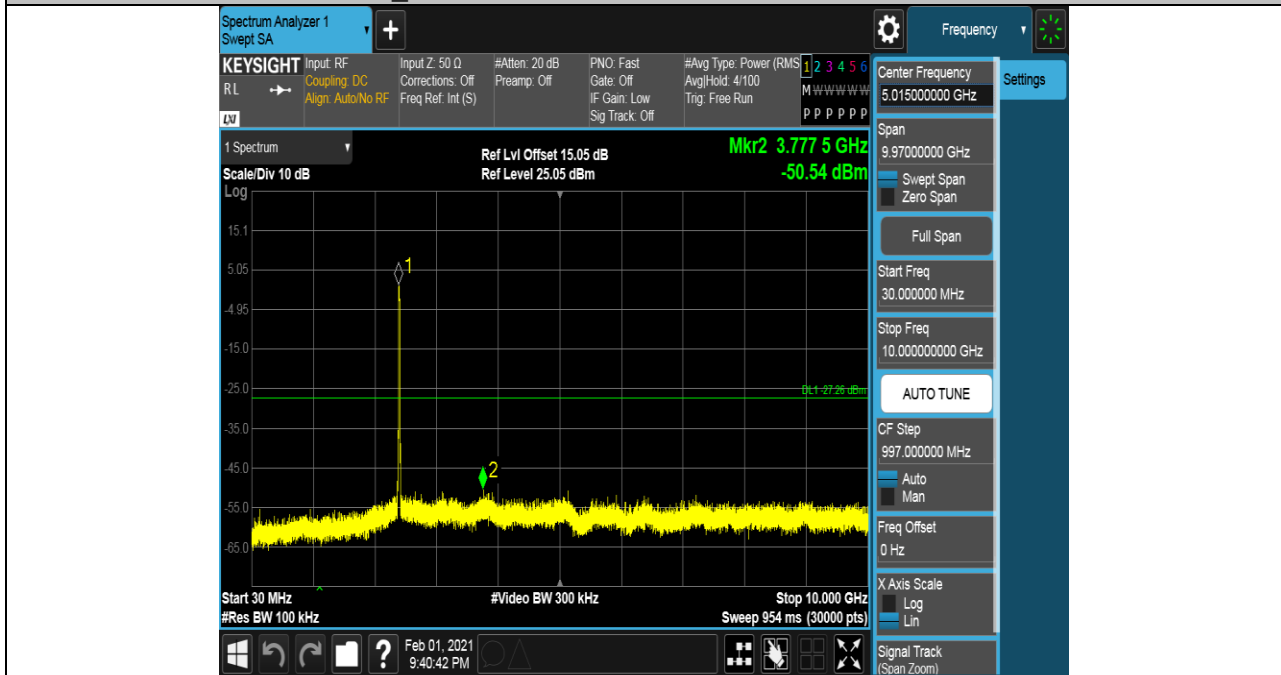 Spectrum Analyzer 1
Swept SA
+
Frequency
KEYSIGHT
RL
LXI
Input: RF
Coupling: DC
Align: Auto/No RF
Input Z: 50 Ω
Corrections: Off
Freq Ref: Int (S)
#Atten: 20 dB
Preamp: Off
PNO: Fast
Gate: Off
IF Gain: Low
Sig Track: Off
#Avg Type: Power (RMS
Avg|Hold: 4/100
Trig: Free Run
1 2 3 4 5 6
M W W W W W
P P P P P P
1 Spectrum
Scale/Div 10 dB
Ref Lvl Offset 15.05 dB
Ref Level 25.05 dBm
Mkr2 3.777 5 GHz
-50.54 dBm
Log
15.1
5.05
-4.95
-15.0
-25.0
-35.0
-45.0
-55.0
-65.0
1
2
DL1 -27.26 dBm
Start 30 MHz
#Res BW 100 kHz
#Video BW 300 kHz
Stop 10.000 GHz
Sweep 954 ms (30000 pts)
?
Feb 01, 2021
9:40:42 PM
Center Frequency
5.015000000 GHz
Span
9.97000000 GHz
Swept Span
Zero Span
Full Span
Start Freq
30.000000 MHz
Stop Freq
10.000000000 GHz
AUTO TUNE
CF Step
997.000000 MHz
Auto
Man
Freq Offset
0 Hz
X Axis Scale
Log
Lin
Signal Track
(Span Zoom)
Settings